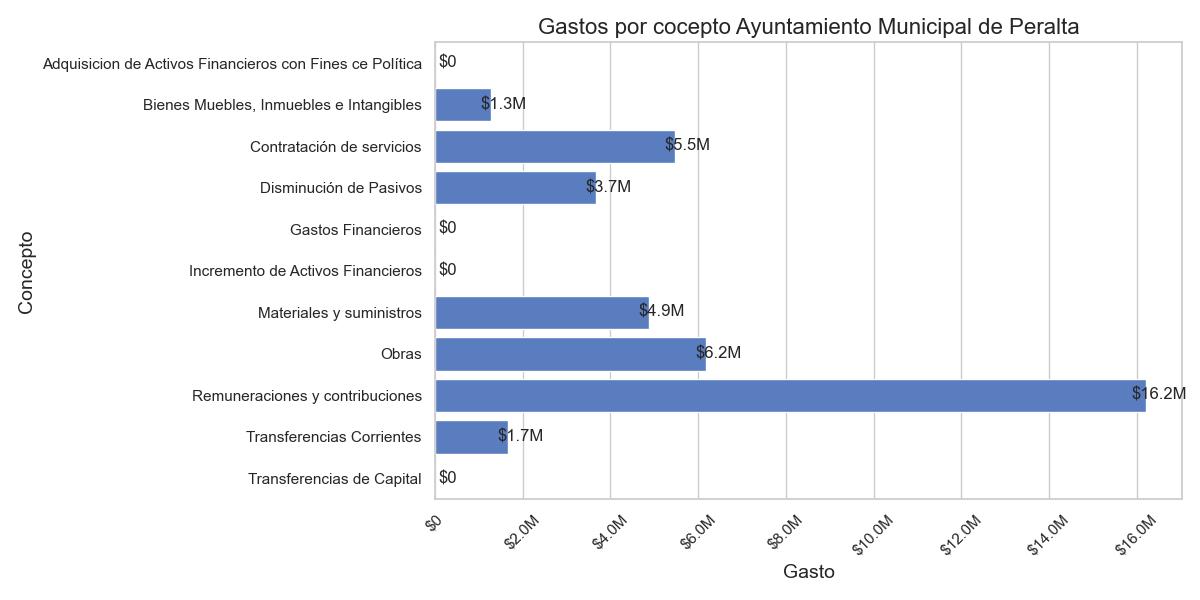 Gastos por cocepto Ayuntamiento Municipal de Peralta
Concepto
Adquisicion de Activos Financieros con Fines ce Política $0
Bienes Muebles, Inmuebles e Intangibles $1.3M
Contratación de servicios $5.5M
Disminución de Pasivos $3.7M
Gastos Financieros $0
Incremento de Activos Financieros $0
Materiales y suministros $4.9M
Obras $6.2M
Remuneraciones y contribuciones $16.2M
Transferencias Corrientes $1.7M
Transferencias de Capital $0
$0 $2.0M $4.0M $6.0M $8.0M $10.0M $12.0M $14.0M $16.0M
Gasto